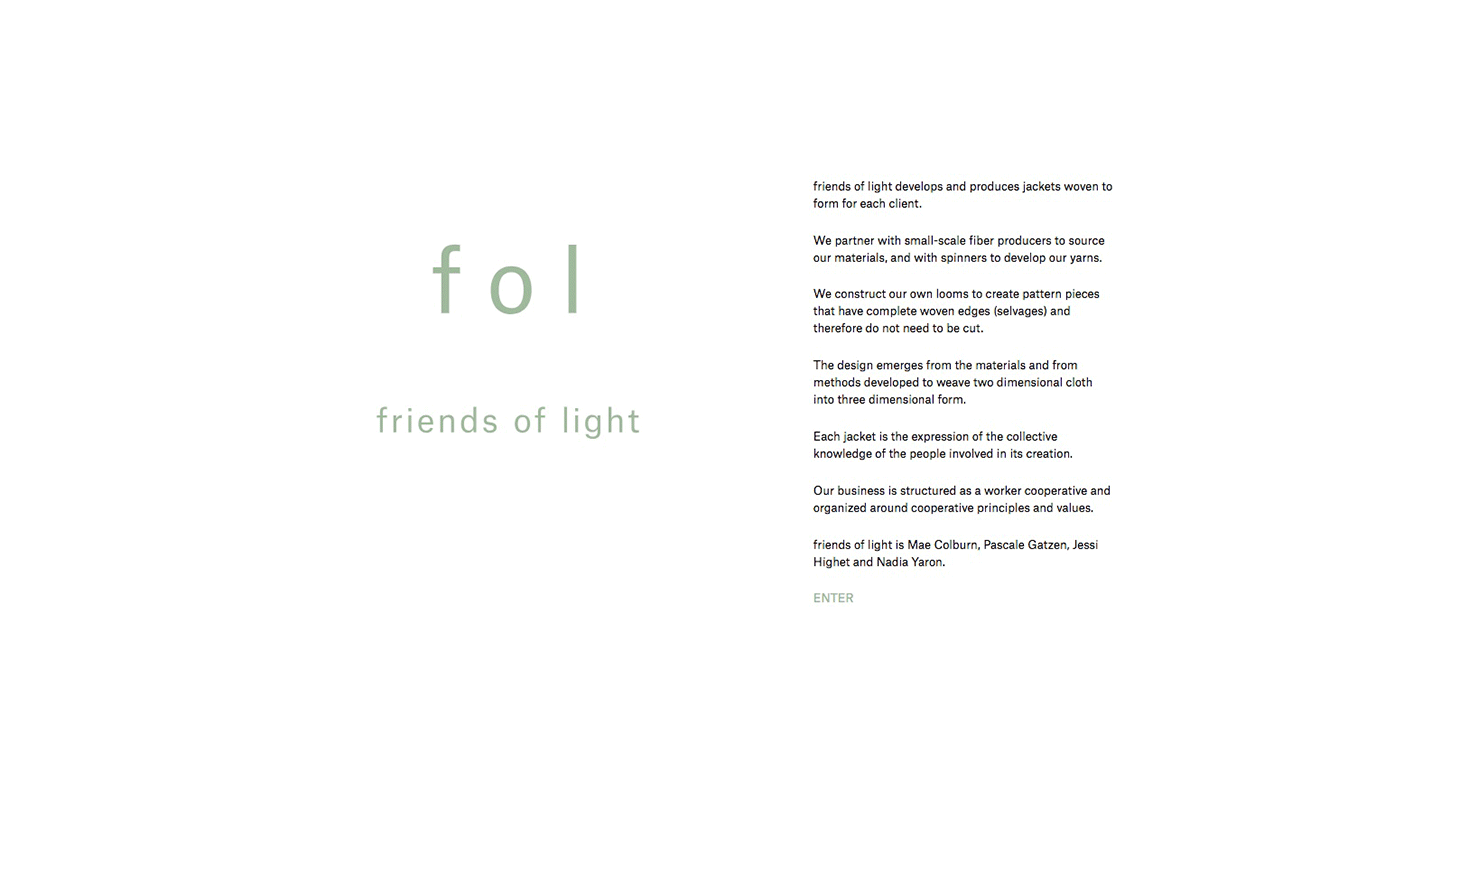 f o l
friends of light
friends of light develops and produces jackets woven to
form for each client.
We partner with small-scale fiber producers to source
our materials, and with spinners to develop our yarns.
We construct our own looms to create pattern pieces
that have complete woven edges (selvages) and
therefore do not need to be cut.
The design emerges from the materials and from
methods developed to weave two dimensional cloth
into three dimensional form.
Each jacket is the expression of the collective
knowledge of the people involved in its creation.
Our business is structured as a worker cooperative and
organized around cooperative principles and values.
friends of light is Mae Colburn, Pascale Gatzen, Jessi
Highet and Nadia Yaron.
ENTER